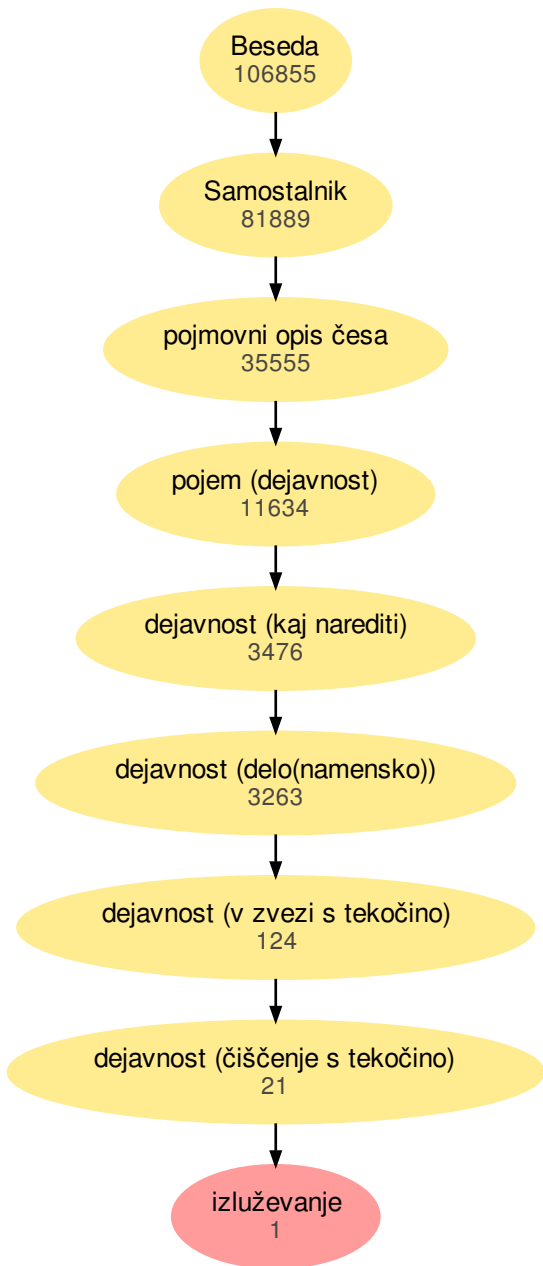 Beseda
106855
Samostalnik
81889
pojmovni opis česa
35555
pojem (dejavnost)
11634
dejavnost (kaj narediti)
3476
dejavnost (delo(namensko))
3263
dejavnost (v zvezi s tekočino)
124
dejavnost (čiščenje s tekočino)
21
izluževanje
1